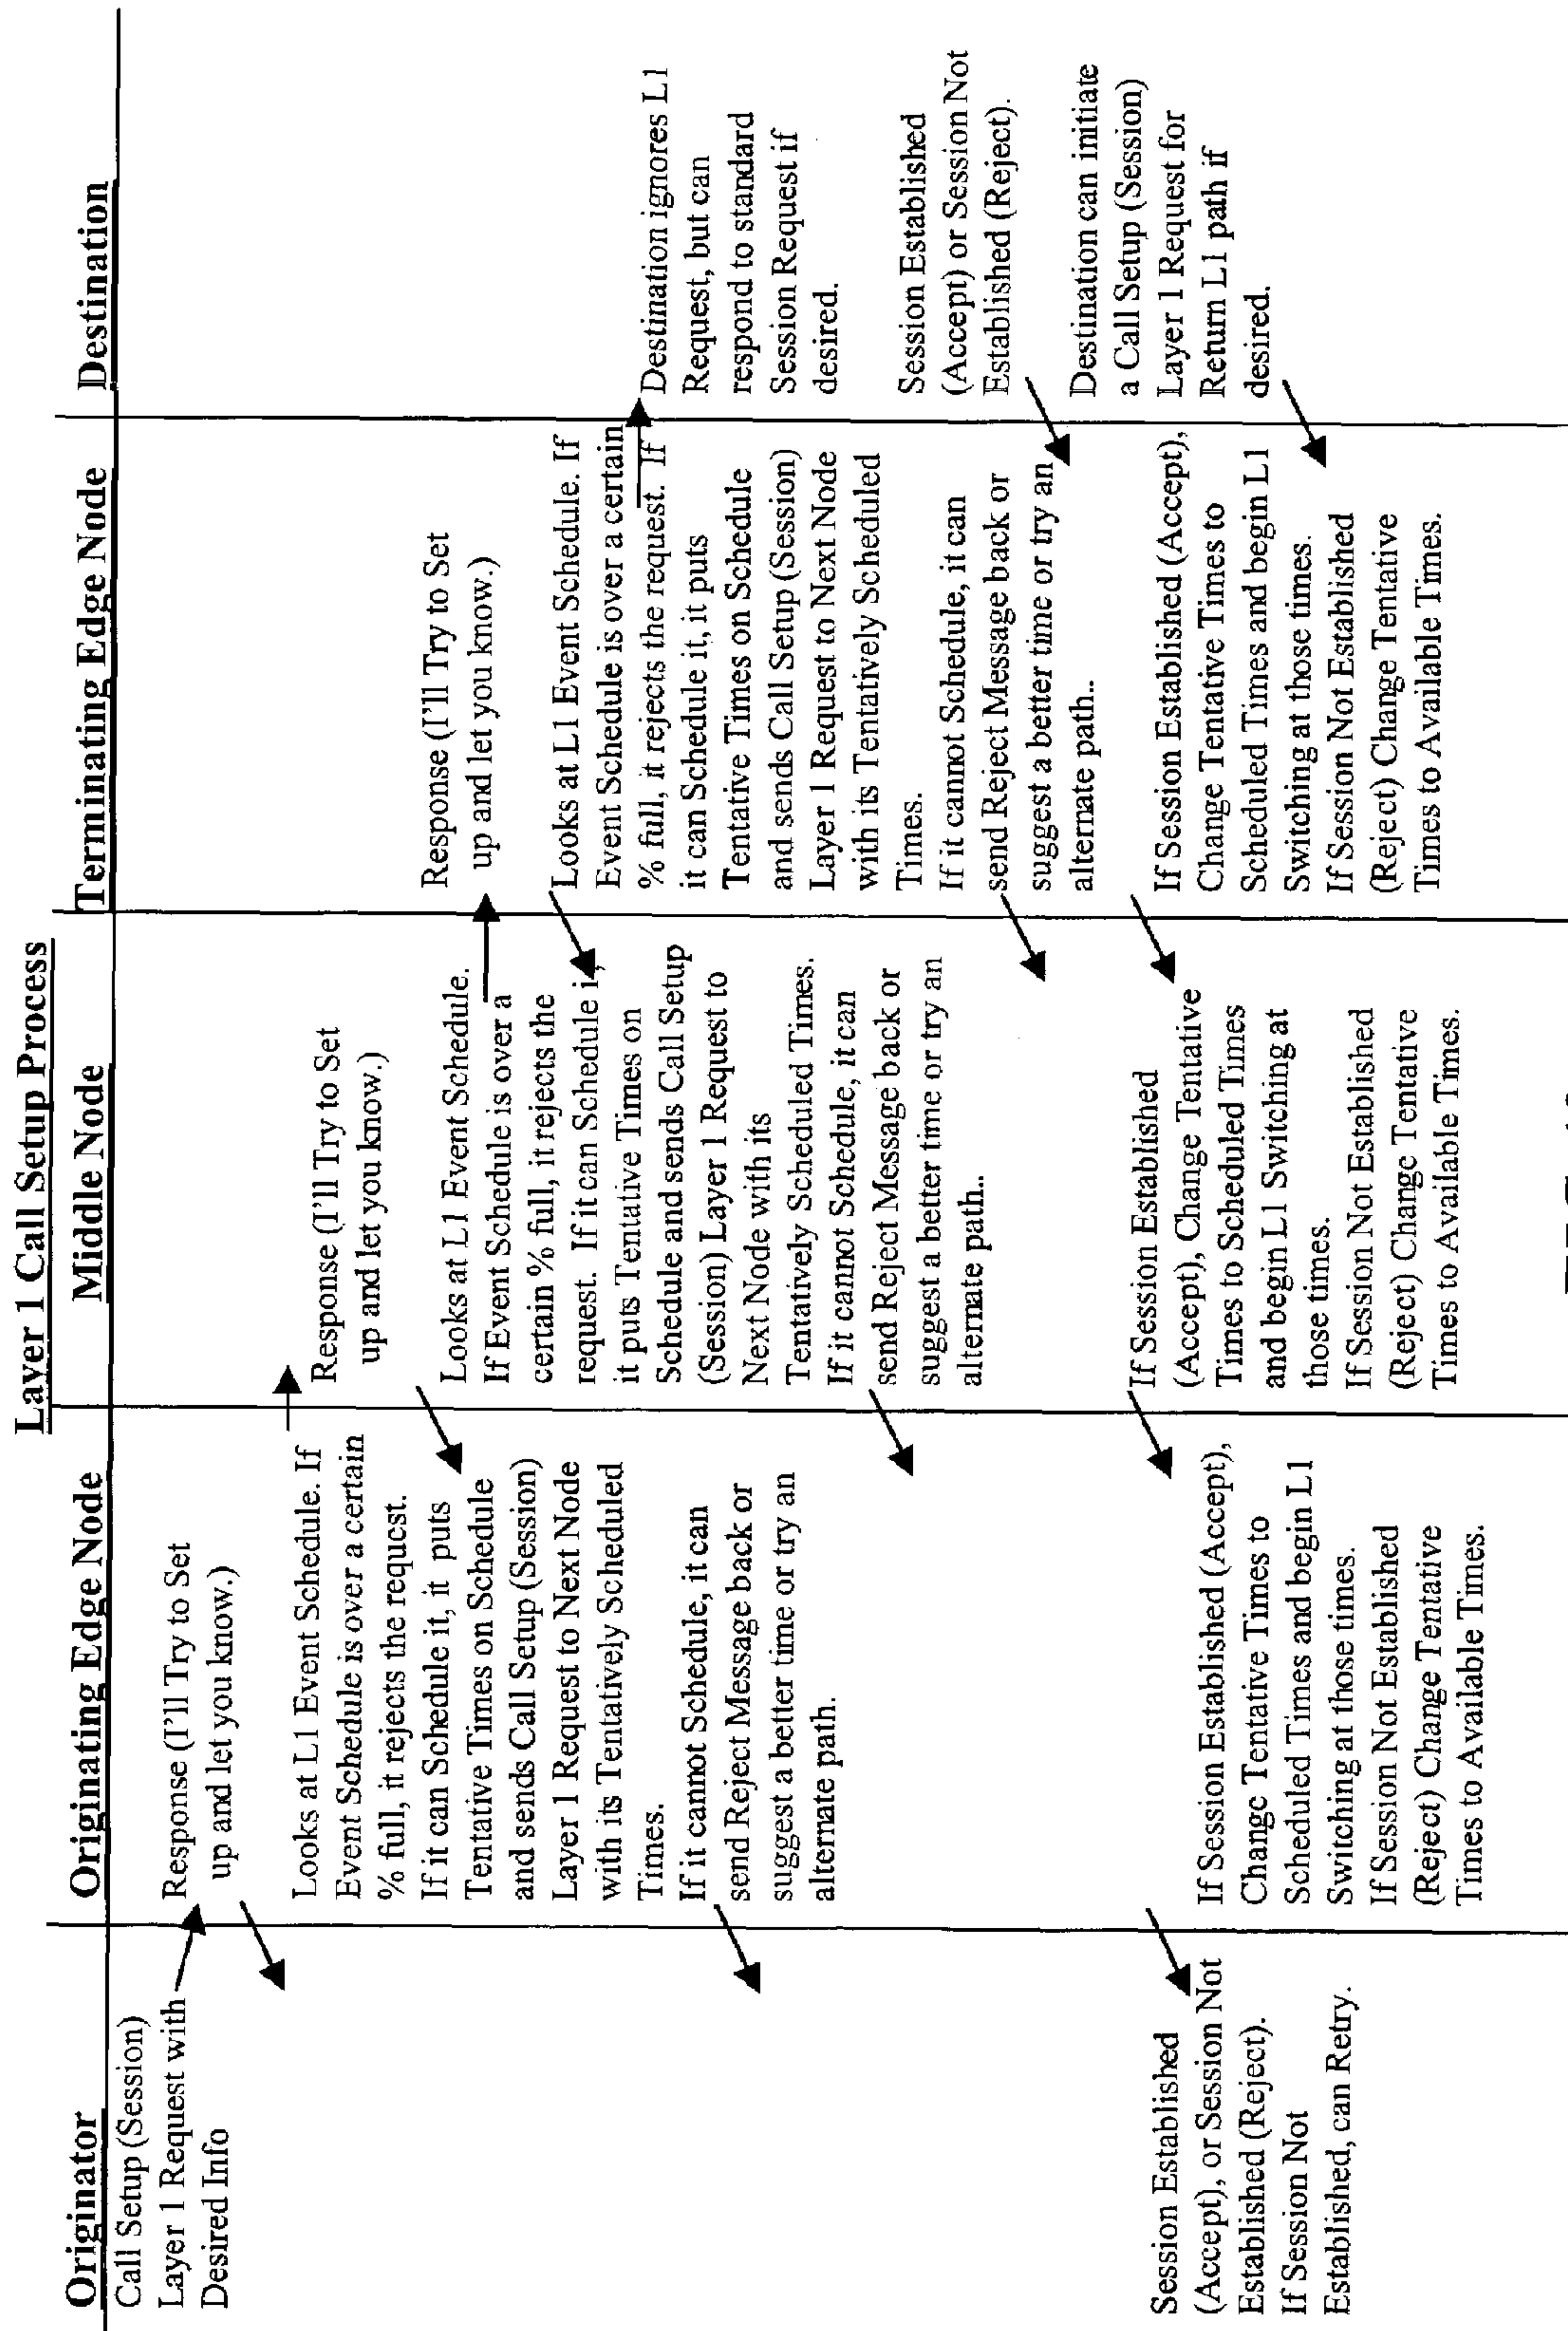 Layer 1 Call Setup Process
Originator
Originating Edge Node
Middle Node
Terminating Edge Node
Destination
Call Setup (Session)
Layer 1 Request with
Desired Info
Session Established
(Accept), or Session Not
Established (Reject).
If Session Not
Established, can Retry.
Response (I'll Try to Set
up and let you know.)
Looks at L1 Event Schedule. If
Event Schedule is over a certain
% full, it rejects the request.
If it can Schedule it, it puts
Tentative Times on Schedule
and sends Call Setup (Session)
Layer 1 Request to Next Node
with its Tentatively Scheduled
Times.
If it cannot Schedule, it can
send Reject Message back or
suggest a better time or try an
alternate path.
If Session Established (Accept),
Change Tentative Times to
Scheduled Times and begin L1
Switching at those times.
If Session Not Established
(Reject) Change Tentative
Times to Available Times.
Response (I'll Try to Set
up and let you know.)
Looks at L1 Event Schedule.
If Event Schedule is over a
certain % full, it rejects the
request. If it can Schedule it,
it puts Tentative Times on
Schedule and sends Call Setup
(Session) Layer 1 Request to
Next Node with its
Tentatively Scheduled Times.
If it cannot Schedule, it can
send Reject Message back or
suggest a better time or try an
alternate path..
If Session Established
(Accept), Change Tentative
Times to Scheduled Times
and begin L1 Switching at
those times.
If Session Not Established
(Reject) Change Tentative
Times to Available Times.
Response (I'll Try to Set
up and let you know.)
Looks at L1 Event Schedule. If
Event Schedule is over a certain
% full, it rejects the request. If
it can Schedule it, it puts
Tentative Times on Schedule
and sends Call Setup (Session)
Layer 1 Request to Next Node
with its Tentatively Scheduled
Times.
If it cannot Schedule, it can
send Reject Message back or
suggest a better time or try an
alternate path..
If Session Established (Accept),
Change Tentative Times to
Scheduled Times and begin L1
Switching at those times.
If Session Not Established
(Reject) Change Tentative
Times to Available Times.
Destination ignores L1
Request, but can
respond to standard
Session Request if
desired.
Session Established
(Accept) or Session Not
Established (Reject).
Destination can initiate
a Call Setup (Session)
Layer 1 Request for
Return L1 path if
desired.